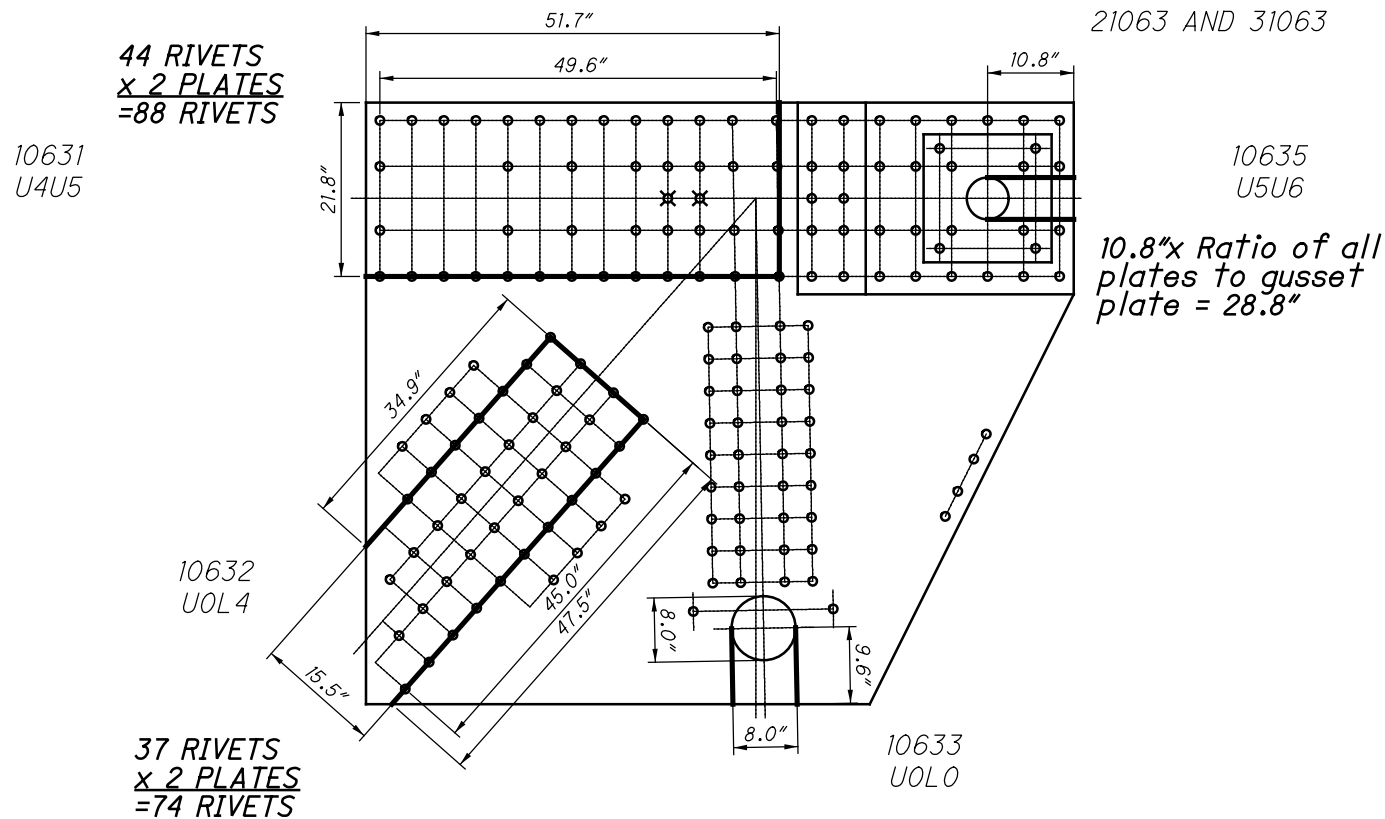 51.7"
21063 AND 31063
44 RIVETS
x 2 PLATES
=88 RIVETS
49.6"
10.8"
10631
U4U5
21.8"
10635
U5U6
10.8"x Ratio of all
plates to gusset
plate = 28.8"
34.9"
10632
U0L4
45.0"
47.5"
8.0"
9.6"
15.5"
8.0"
37 RIVETS
x 2 PLATES
=74 RIVETS
10633
U0L0